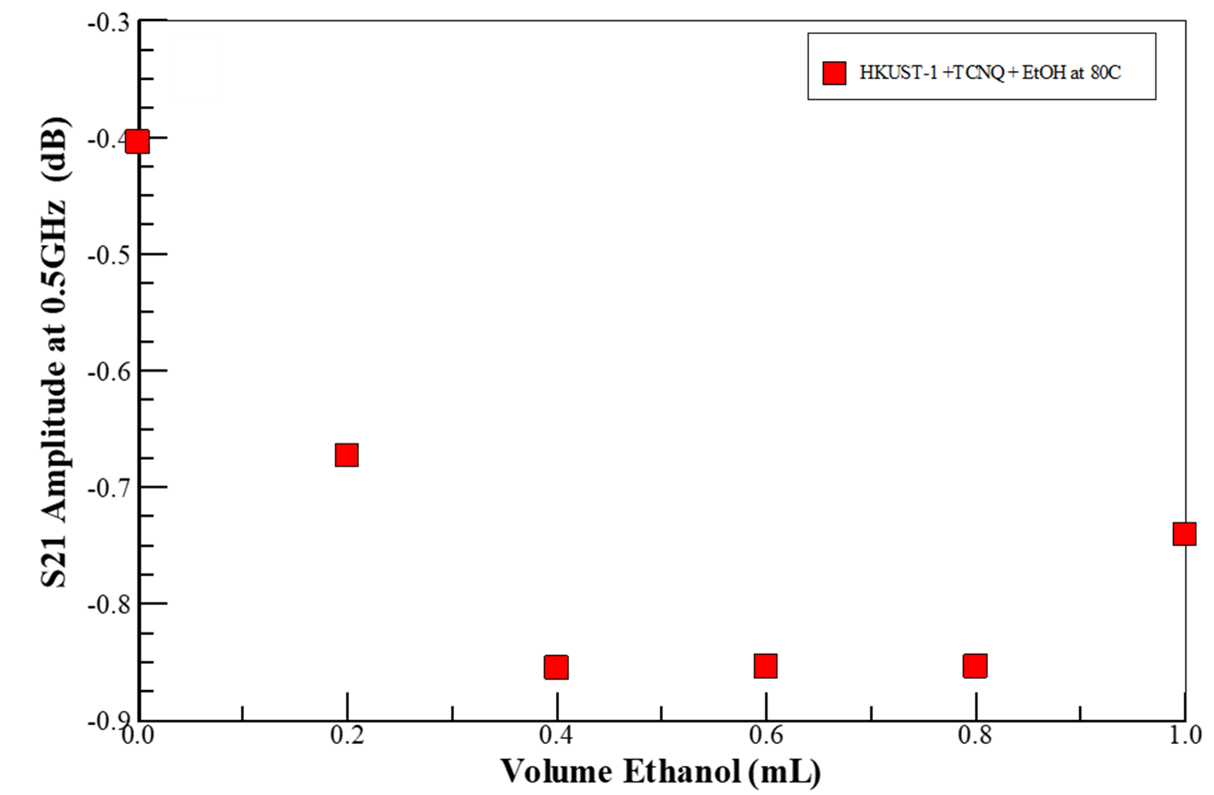 -0.3
HKUST-1 +TCNQ + EtOH at 80C
-0.4
-0.5
-0.6
-0.7
-0.8
-0.9
S21 Amplitude at 0.5GHz (dB)
0.0 0.2 0.4 0.6 0.8 1.0
Volume Ethanol (mL)